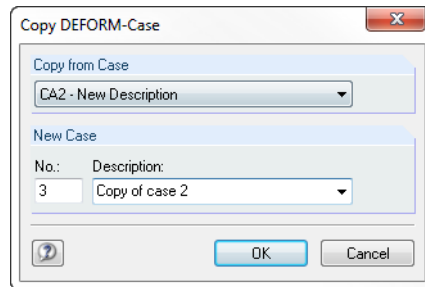 Copy DEFORM-Case
Copy from Case
CA2 - New Description
New Case
No.: Description:
3 Copy of case 2
OK Cancel